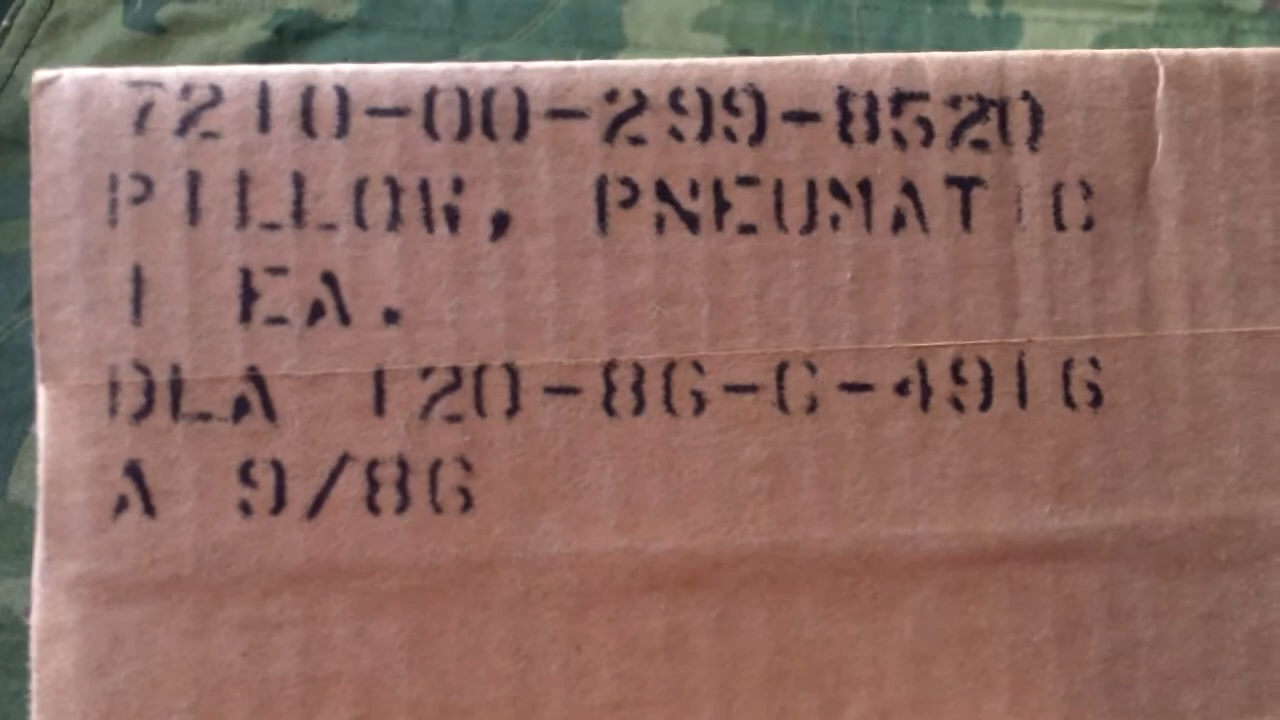 7210-00-299-8520
PILLOW, PNEUMATIC
1 EA.
DLA 120-86-C-4916
A 9/86